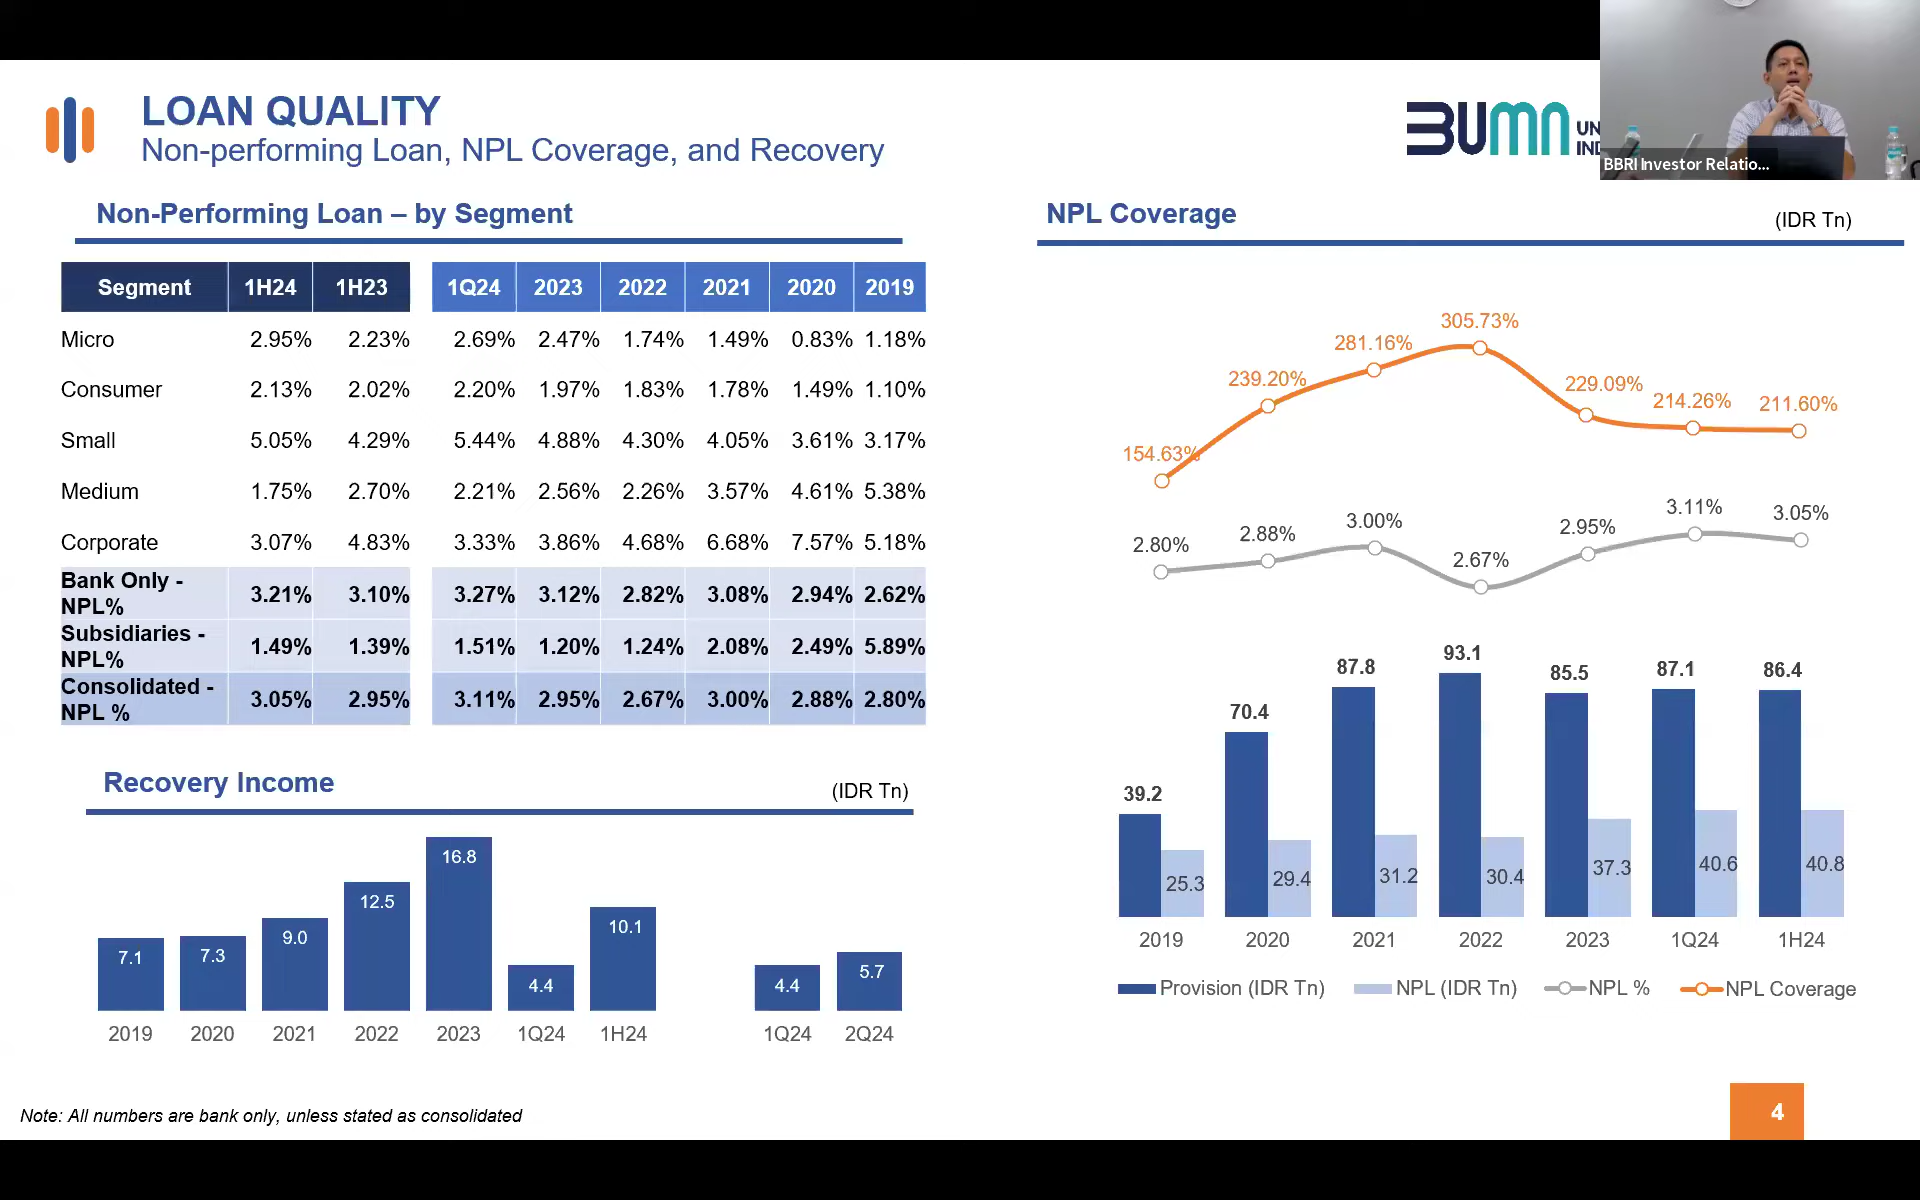 LOAN QUALITY
Non-performing Loan, NPL Coverage, and Recovery
BUMN
UN
IND
BBRI Investor Relatio...
Non-Performing Loan – by Segment
Segment 1H24 1H23 1Q24 2023 2022 2021 2020 2019
Micro 2.95% 2.23% 2.69% 2.47% 1.74% 1.49% 0.83% 1.18%
Consumer 2.13% 2.02% 2.20% 1.97% 1.83% 1.78% 1.49% 1.10%
Small 5.05% 4.29% 5.44% 4.88% 4.30% 4.05% 3.61% 3.17%
Medium 1.75% 2.70% 2.21% 2.56% 2.26% 3.57% 4.61% 5.38%
Corporate 3.07% 4.83% 3.33% 3.86% 4.68% 6.68% 7.57% 5.18%
Bank Only -
NPL% 3.21% 3.10% 3.27% 3.12% 2.82% 3.08% 2.94% 2.62%
Subsidiaries -
NPL% 1.49% 1.39% 1.51% 1.20% 1.24% 2.08% 2.49% 5.89%
Consolidated -
NPL % 3.05% 2.95% 3.11% 2.95% 2.67% 3.00% 2.88% 2.80%
Recovery Income
(IDR Tn)
7.1 7.3 9.0 12.5 16.8 4.4 10.1 4.4 5.7
2019 2020 2021 2022 2023 1Q24 1H24 1Q24 2Q24
NPL Coverage
(IDR Tn)
154.63% 239.20% 281.16% 305.73% 229.09% 214.26% 211.60%
2.80% 2.88% 3.00% 2.67% 2.95% 3.11% 3.05%
39.2 70.4 87.8 93.1 85.5 87.1 86.4
25.3 29.4 31.2 30.4 37.3 40.6 40.8
2019 2020 2021 2022 2023 1Q24 1H24
Provision (IDR Tn) NPL (IDR Tn) NPL % NPL Coverage
Note: All numbers are bank only, unless stated as consolidated
4